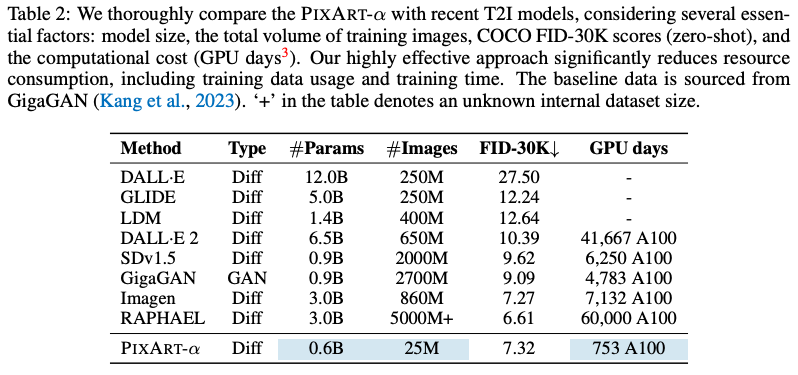 Table 2: We thoroughly compare the PIXART-α with recent T2I models, considering several essen-
tial factors: model size, the total volume of training images, COCO FID-30K scores (zero-shot), and
the computational cost (GPU days3). Our highly effective approach significantly reduces resource
consumption, including training data usage and training time. The baseline data is sourced from
GigaGAN (Kang et al., 2023). ‘+’ in the table denotes an unknown internal dataset size.
Method Type #Params #Images FID-30K↓ GPU days
DALL·E Diff 12.0B 250M 27.50 -
GLIDE Diff 5.0B 250M 12.24 -
LDM Diff 1.4B 400M 12.64 -
DALL·E 2 Diff 6.5B 650M 10.39 41,667 A100
SDv1.5 Diff 0.9B 2000M 9.62 6,250 A100
GigaGAN GAN 0.9B 2700M 9.09 4,783 A100
Imagen Diff 3.0B 860M 7.27 7,132 A100
RAPHAEL Diff 3.0B 5000M+ 6.61 60,000 A100
PIXART-α Diff 0.6B 25M 7.32 753 A100